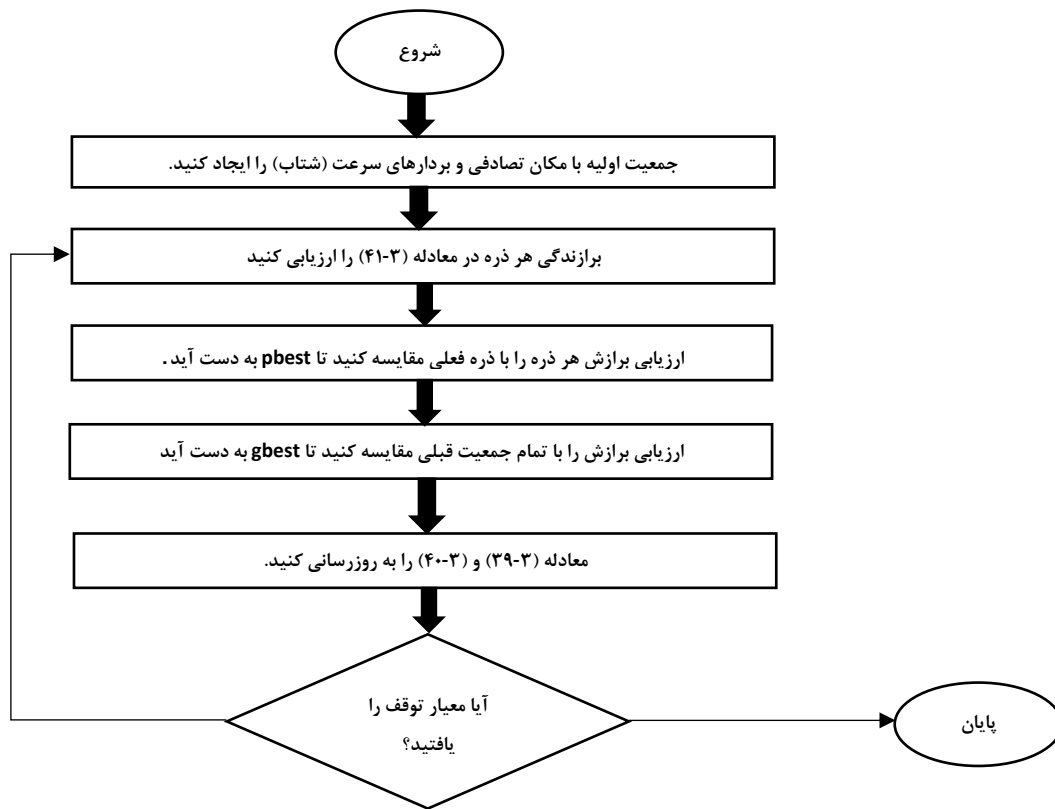 شروع
جمعیت اولیه با مکان تصادفی و بردارهای سرعت (شتاب) را ایجاد کنید.
برازندگی هر ذره در معادله (۳-۴۱) را ارزیابی کنید
ارزیابی برازش هر ذره را با ذره فعلی مقایسه کنید تا pbest به دست آید .
ارزیابی برازش را با تمام جمعیت قبلی مقایسه کنید تا gbest به دست آید
معادله (۳-۳۹) و (۳-۴۰) را به روزرسانی کنید.
آیا معیار توقف را
یافتید؟
پایان